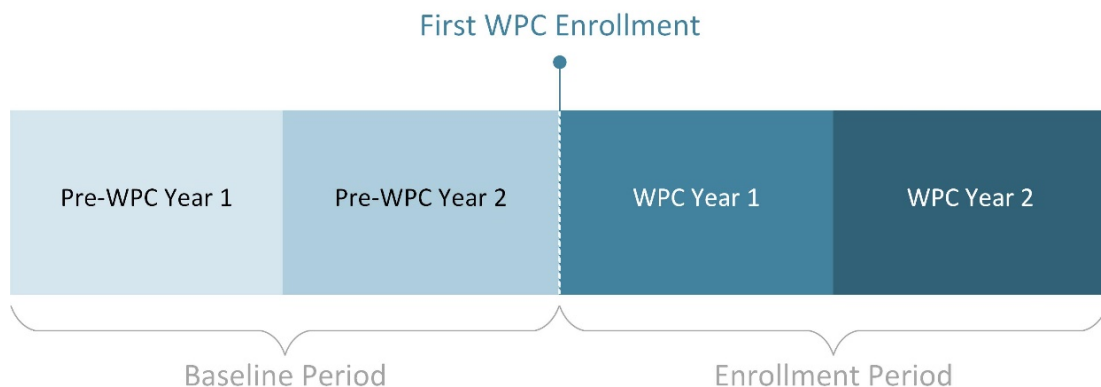 First WPC Enrollment
Pre-WPC Year 1
Pre-WPC Year 2
WPC Year 1
WPC Year 2
Baseline Period
Enrollment Period